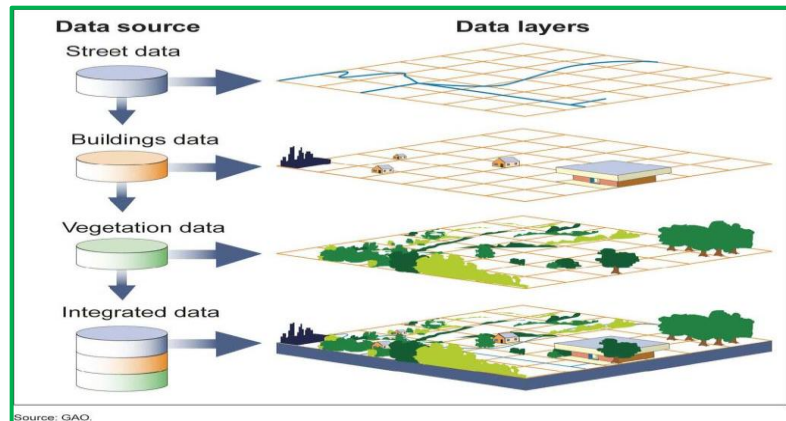 Data source
Data layers
Street data
Buildings data
Vegetation data
Integrated data
Source: GAO.